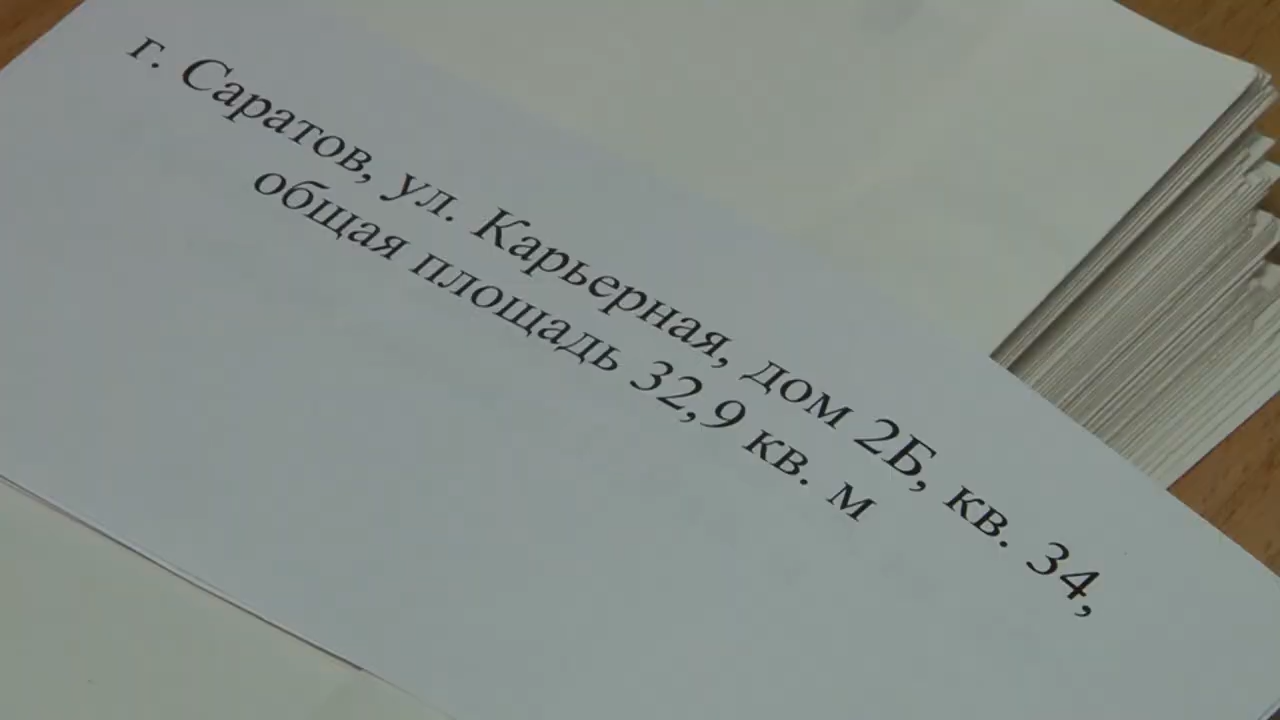 г. Саратов, ул. Карьерная, дом 2Б, кв. 34,
общая площадь 32,9 кв. м